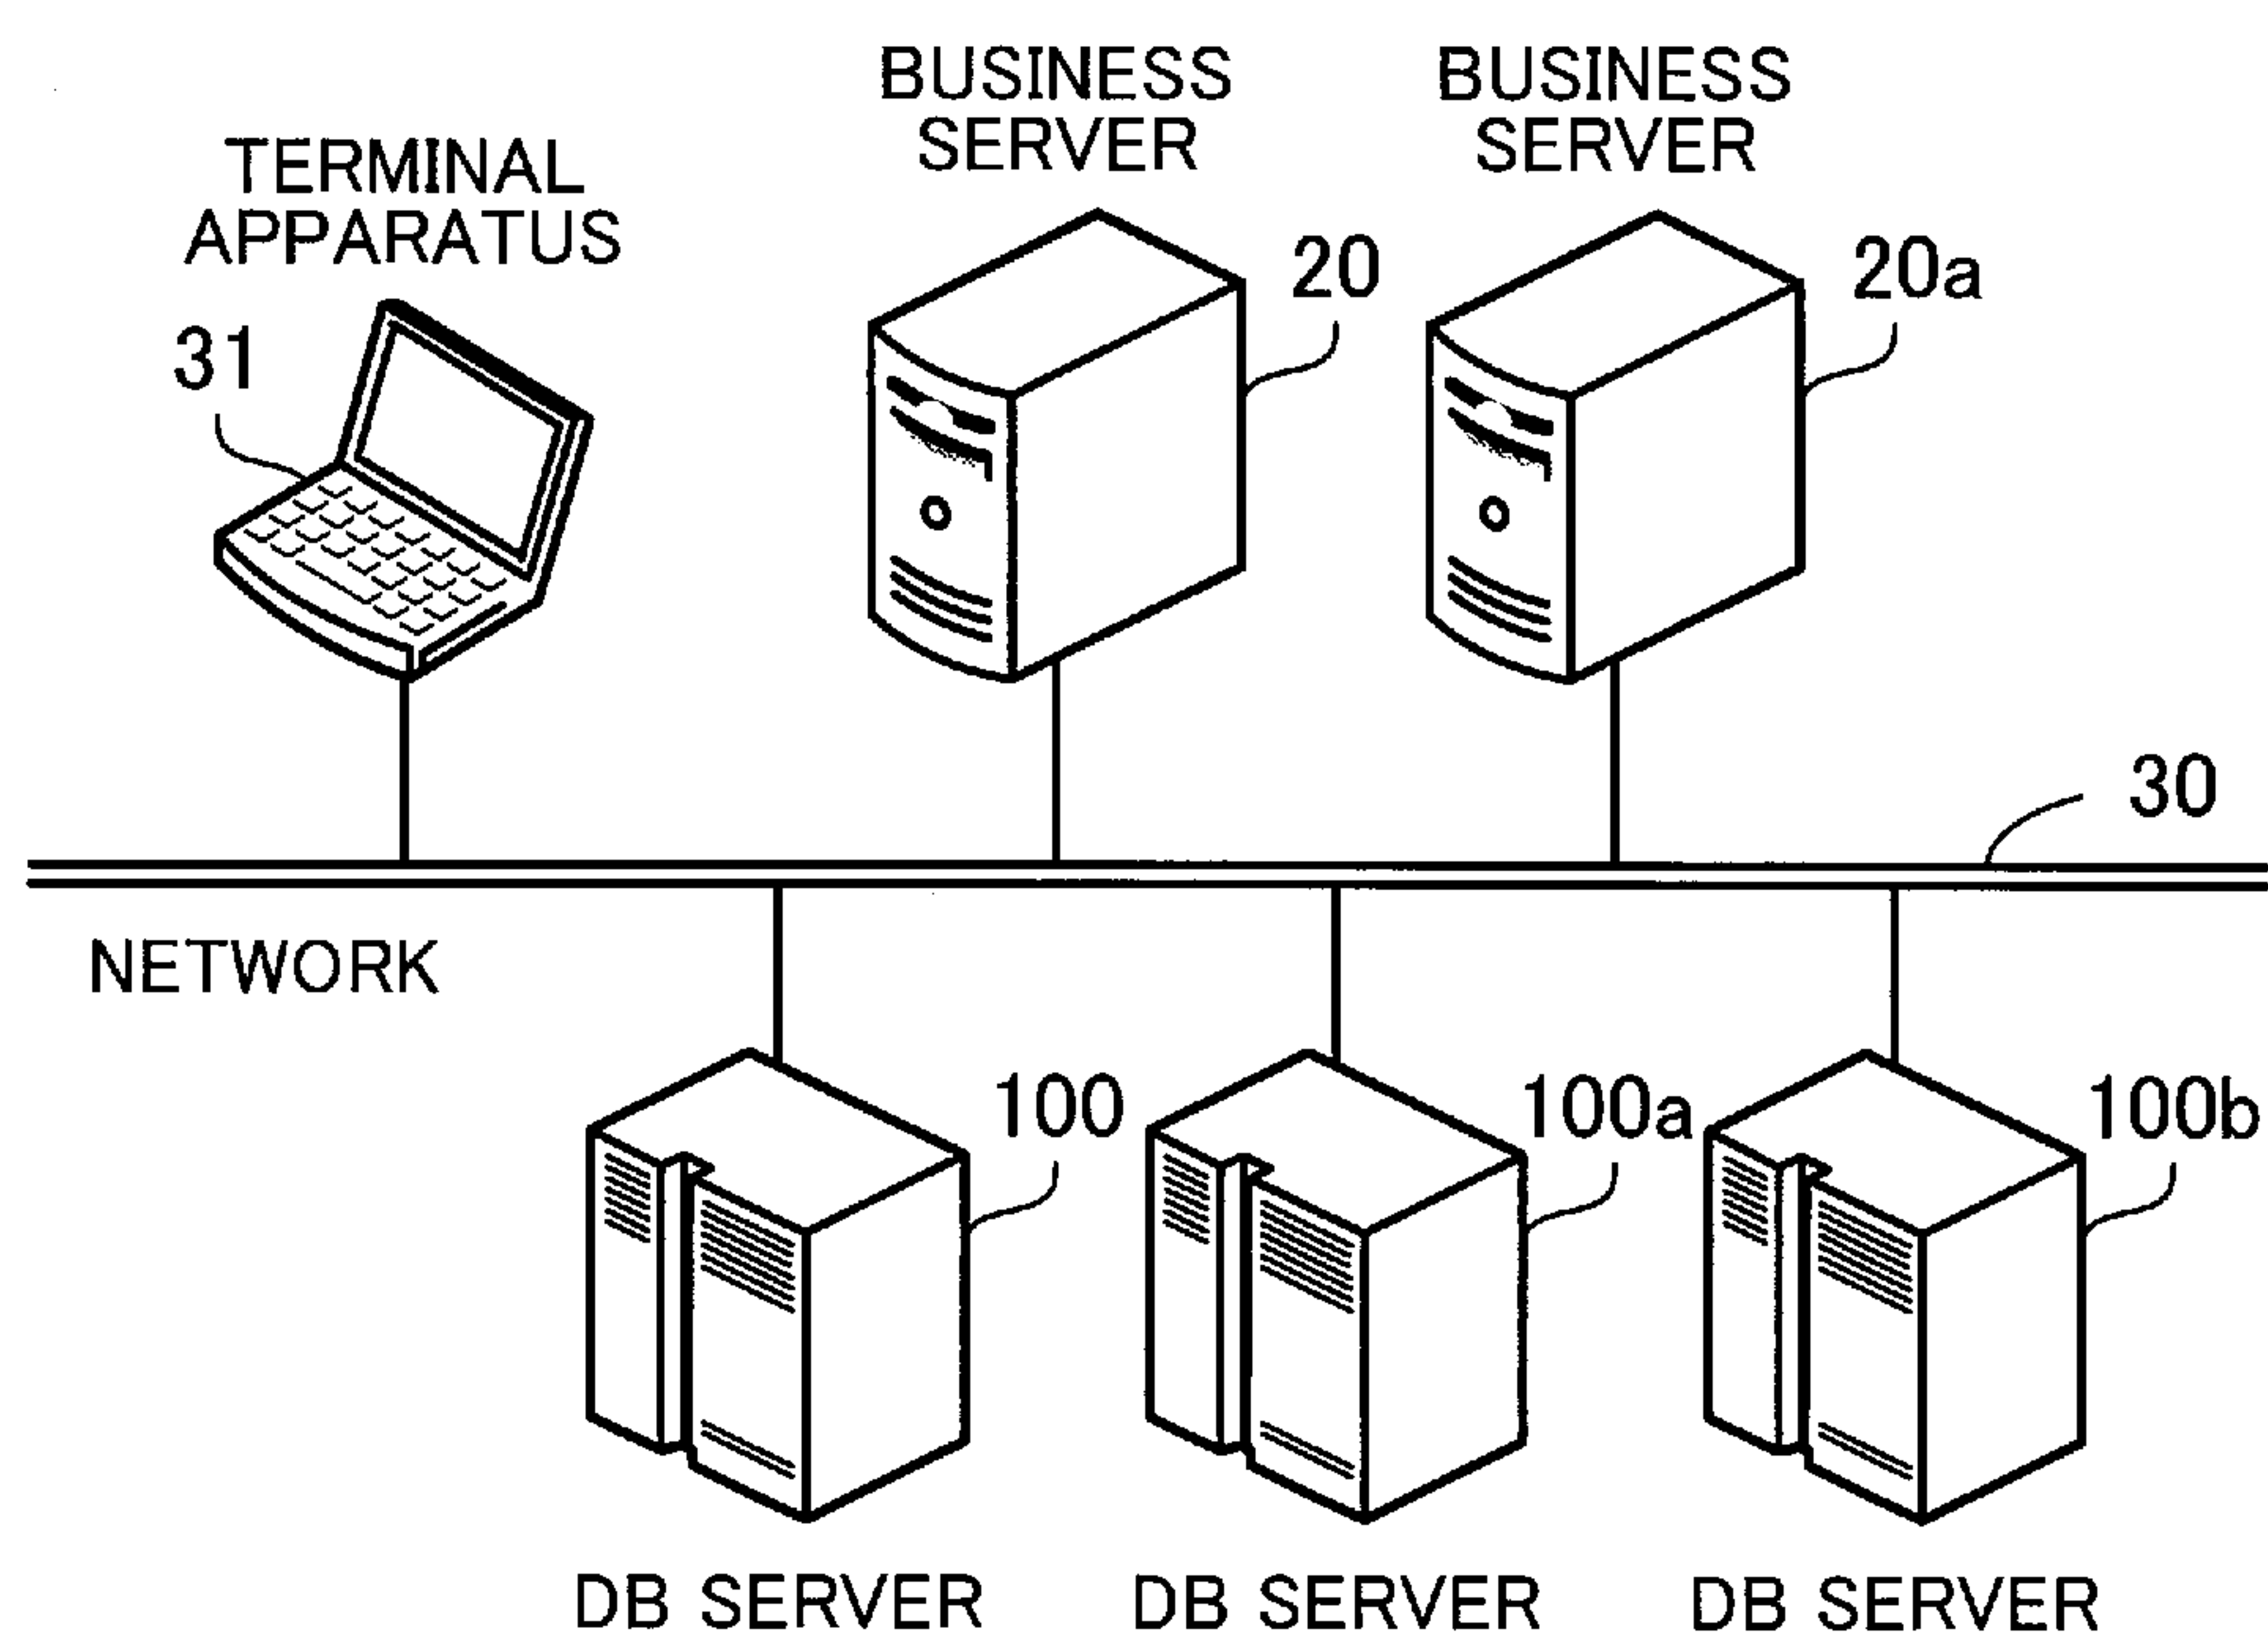 BUSINESS
SERVER
BUSINESS
SERVER
TERMINAL
APPARATUS
20
20a
31
30
NETWORK
100
100a
100b
DB SERVER
DB SERVER
DB SERVER